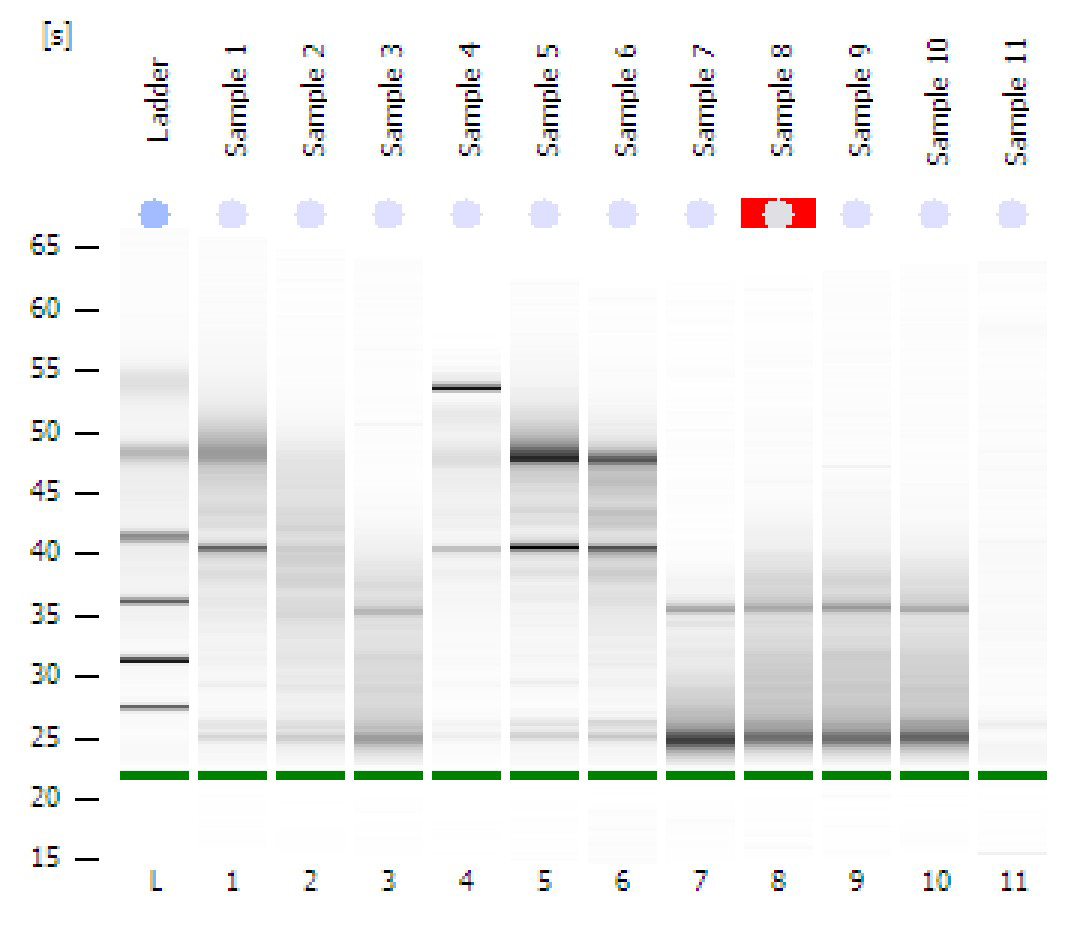 [s]
Ladder
Sample 1
Sample 2
Sample 3
Sample 4
Sample 5
Sample 6
Sample 7
Sample 8
Sample 9
Sample 10
Sample 11
65
60
55
50
45
40
35
30
25
20
15
L 1 2 3 4 5 6 7 8 9 10 11